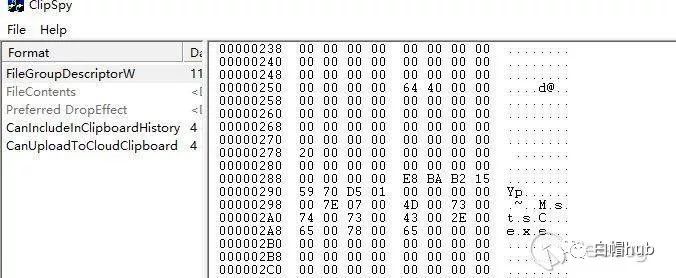 ClipSpy
File Help
Format Da
FileGroupDescriptorW 11
FileContents <D
Preferred DropEffect <D
CanIncludeInClipboardHistory 4
CanUploadToCloudClipboard 4
00000238 00 00 00 00 00 00 00 00 ........
00000240 00 00 00 00 00 00 00 00 ........
00000248 00 00 00 00 00 00 00 00 ........
00000250 00 00 00 00 64 40 00 00 ....d@..
00000258 00 00 00 00 00 00 00 00 ........
00000260 00 00 00 00 00 00 00 00 ........
00000268 00 00 00 00 00 00 00 00 ........
00000270 00 00 00 00 00 00 00 00 ........
00000278 20 00 00 00 00 00 00 00 .......
00000280 00 00 00 00 00 00 00 00 ........
00000288 00 00 00 00 E8 BA B2 15 ........
00000290 59 70 D5 01 00 00 00 00 Yp......
00000298 00 7E 07 00 4D 00 73 00 .~..M.s.
000002A0 74 00 73 00 43 00 2E 00 t.s.C...
000002A8 65 00 78 00 65 00 00 00 e.x.e...
000002B0 00 00 00 00 00 00 00 00 ........
000002B8 00 00 00 00 00 00 00 00 ........
000002C0 00 00 00 00 00 00 00 00 ........
白帽hub